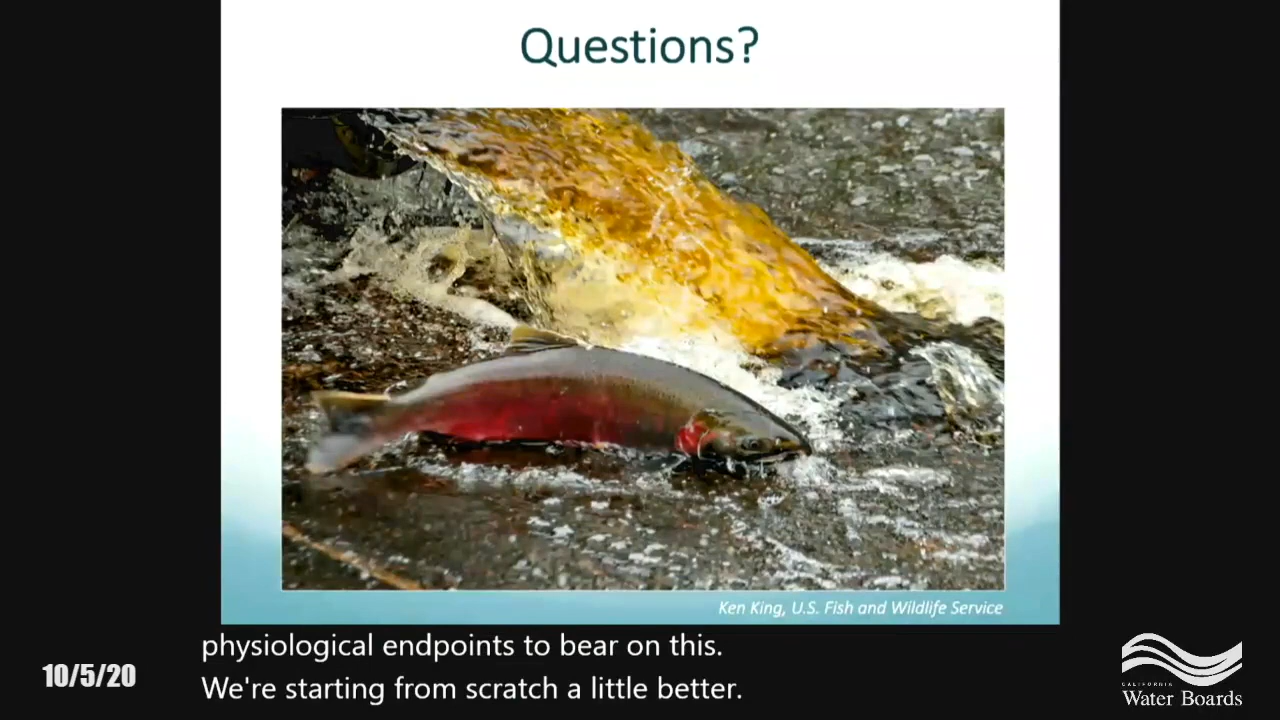 Questions?
Ken King, U.S. Fish and Wildlife Service
physiological endpoints to bear on this.
We're starting from scratch a little better.
10/5/20
CALIFORNIA
Water Boards